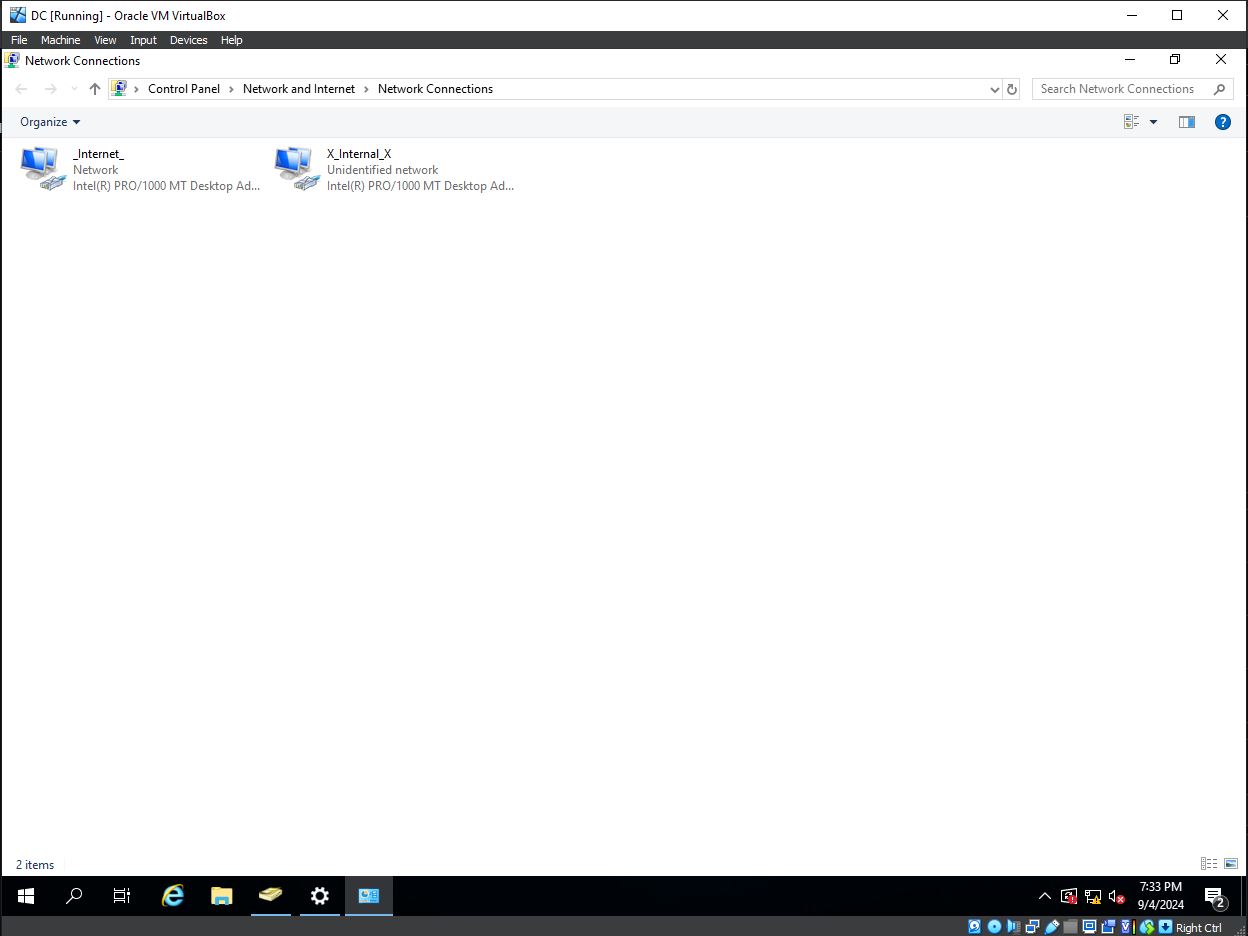 DC [Running] - Oracle VM VirtualBox
File Machine View Input Devices Help
Network Connections
Control Panel > Network and Internet > Network Connections
Search Network Connections
Organize
_Internet_
Network
Intel(R) PRO/1000 MT Desktop Ad...
X_Internal_X
Unidentified network
Intel(R) PRO/1000 MT Desktop Ad...
2 items
7:33 PM
9/4/2024
2
Right Ctrl